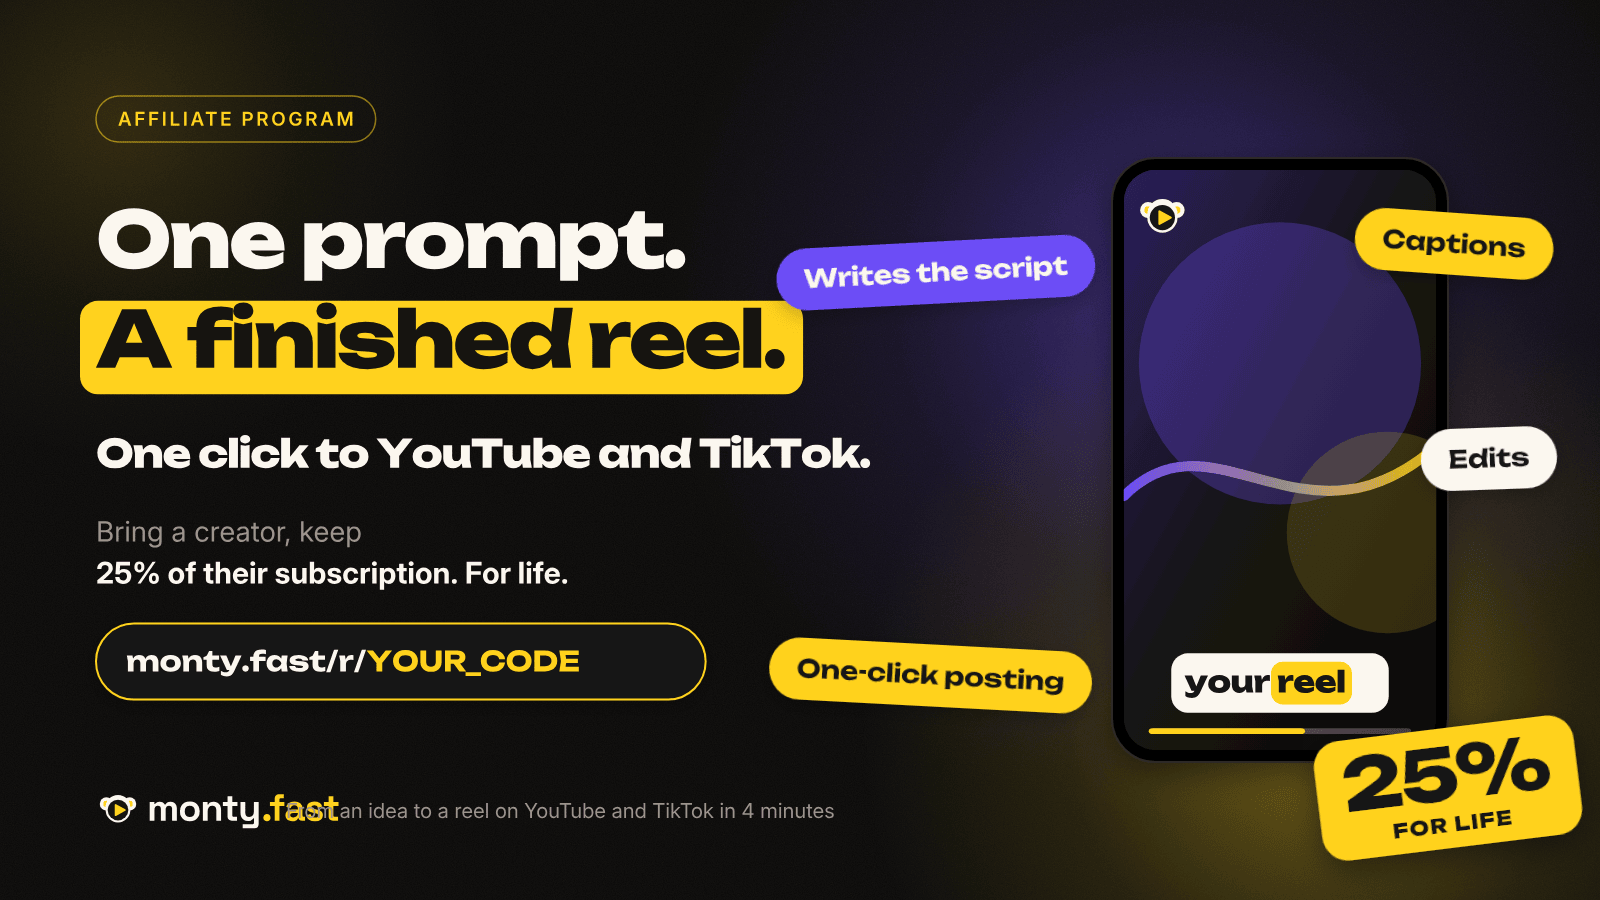 AFFILIATE PROGRAM
One prompt.
A finished reel.
One click to YouTube and TikTok.
Bring a creator, keep
25% of their subscription. For life.
monty.fast/r/YOUR_CODE
monty.fast
From an idea to a reel on YouTube and TikTok in 4 minutes
Writes the script
Captions
Edits
One-click posting
your reel
25%
FOR LIFE